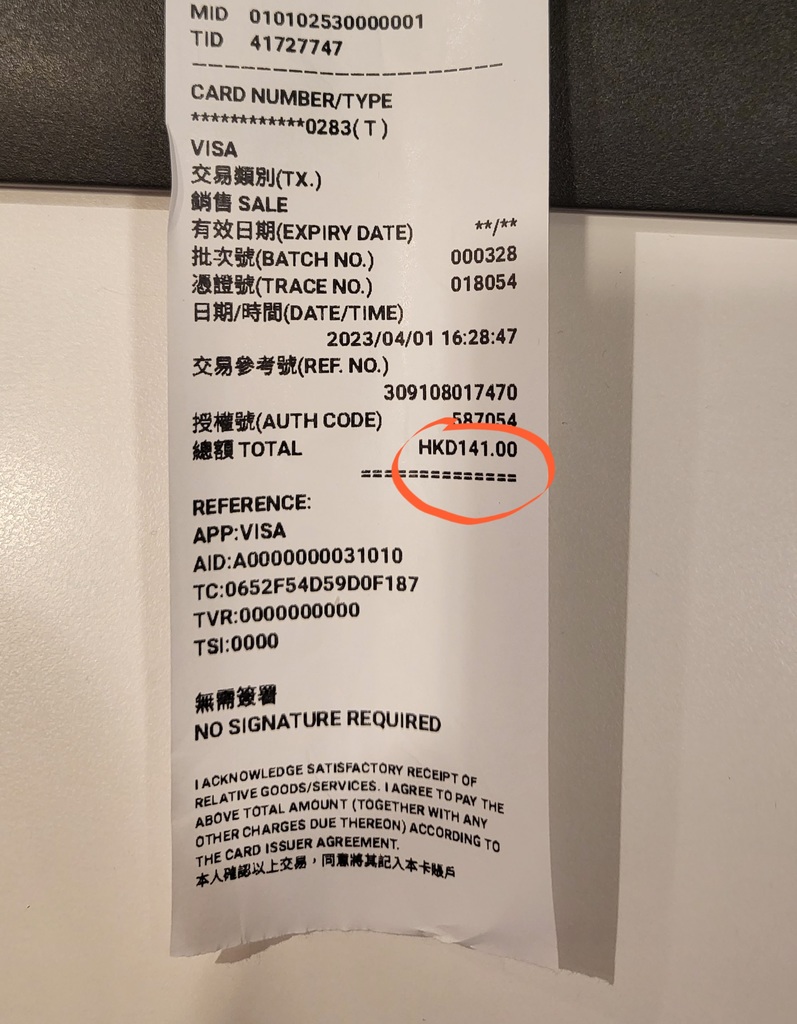 MID 010102530000001
TID 41727747
--------------------------------
CARD NUMBER/TYPE
************0283( T )
VISA
交易類別(TX.)
銷售 SALE
有效日期(EXPIRY DATE) **/**
批次號(BATCH NO.) 000328
憑證號(TRACE NO.) 018054
日期/時間(DATE/TIME)
2023/04/01 16:28:47
交易參考號(REF. NO.)
309108017470
授權號(AUTH CODE) 587054
總額 TOTAL HKD141.00
==============
REFERENCE:
APP:VISA
AID:A0000000031010
TC:0652F54D59D0F187
TVR:0000000000
TSI:0000
無需簽署
NO SIGNATURE REQUIRED
I ACKNOWLEDGE SATISFACTORY RECEIPT OF
RELATIVE GOODS/SERVICES. I AGREE TO PAY THE
ABOVE TOTAL AMOUNT (TOGETHER WITH ANY
OTHER CHARGES DUE THEREON) ACCORDING TO
THE CARD ISSUER AGREEMENT.
本人確認以上交易，同意將其記入本卡賬戶